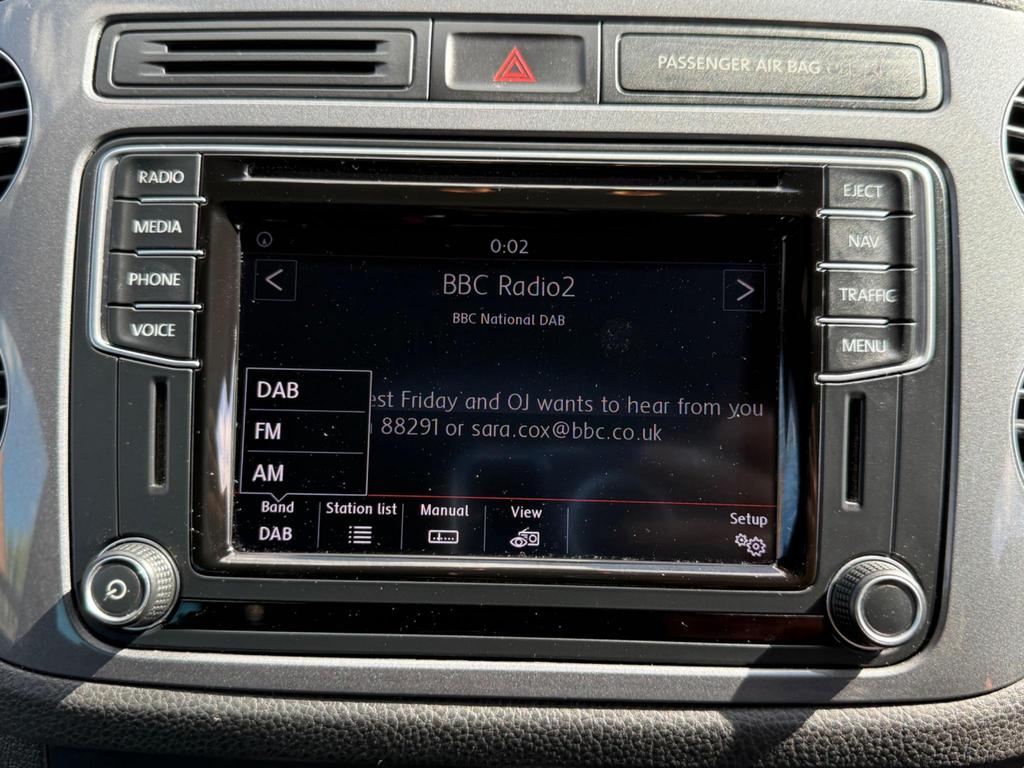 PASSENGER AIR BAG
RADIO
MEDIA
PHONE
VOICE
EJECT
NAV
TRAFFIC
MENU
0:02
<
BBC Radio2
>
BBC National DAB
DAB
FM
AM
Friday and OJ wants to hear from you
88291 or sara.cox@bbc.co.uk
Band
DAB
Station list
Manual
View
Setup